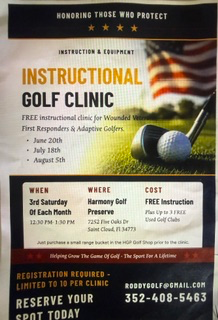 HONORING THOSE WHO PROTECT
INSTRUCTION & EQUIPMENT
INSTRUCTIONAL
GOLF CLINIC
FREE instructional clinic for Wounded
First Responders & Adaptive Golfers.
• June 20th
• July 18th
• August 5th
WHEN
3rd Saturday
Of Each Month
12:30 PM-3:30 PM
WHERE
Harmony Golf
Preserve
7252 Five Oaks Dr
Saint Cloud, Fl 34773
COST
FREE Instruction
Plus Up to 3 FREE
Used Golf Clubs
Just purchase a small range bucket in the HGP Golf Shop prior to the clinic.
Helping Grow The Game Of Golf - The Sport For A Lifetime
REGISTRATION REQUIRED -
LIMITED TO 10 PER CLINIC
RESERVE YOUR
SPOT TODAY
RODDYGOLF@GMAIL.COM
352-408-5463